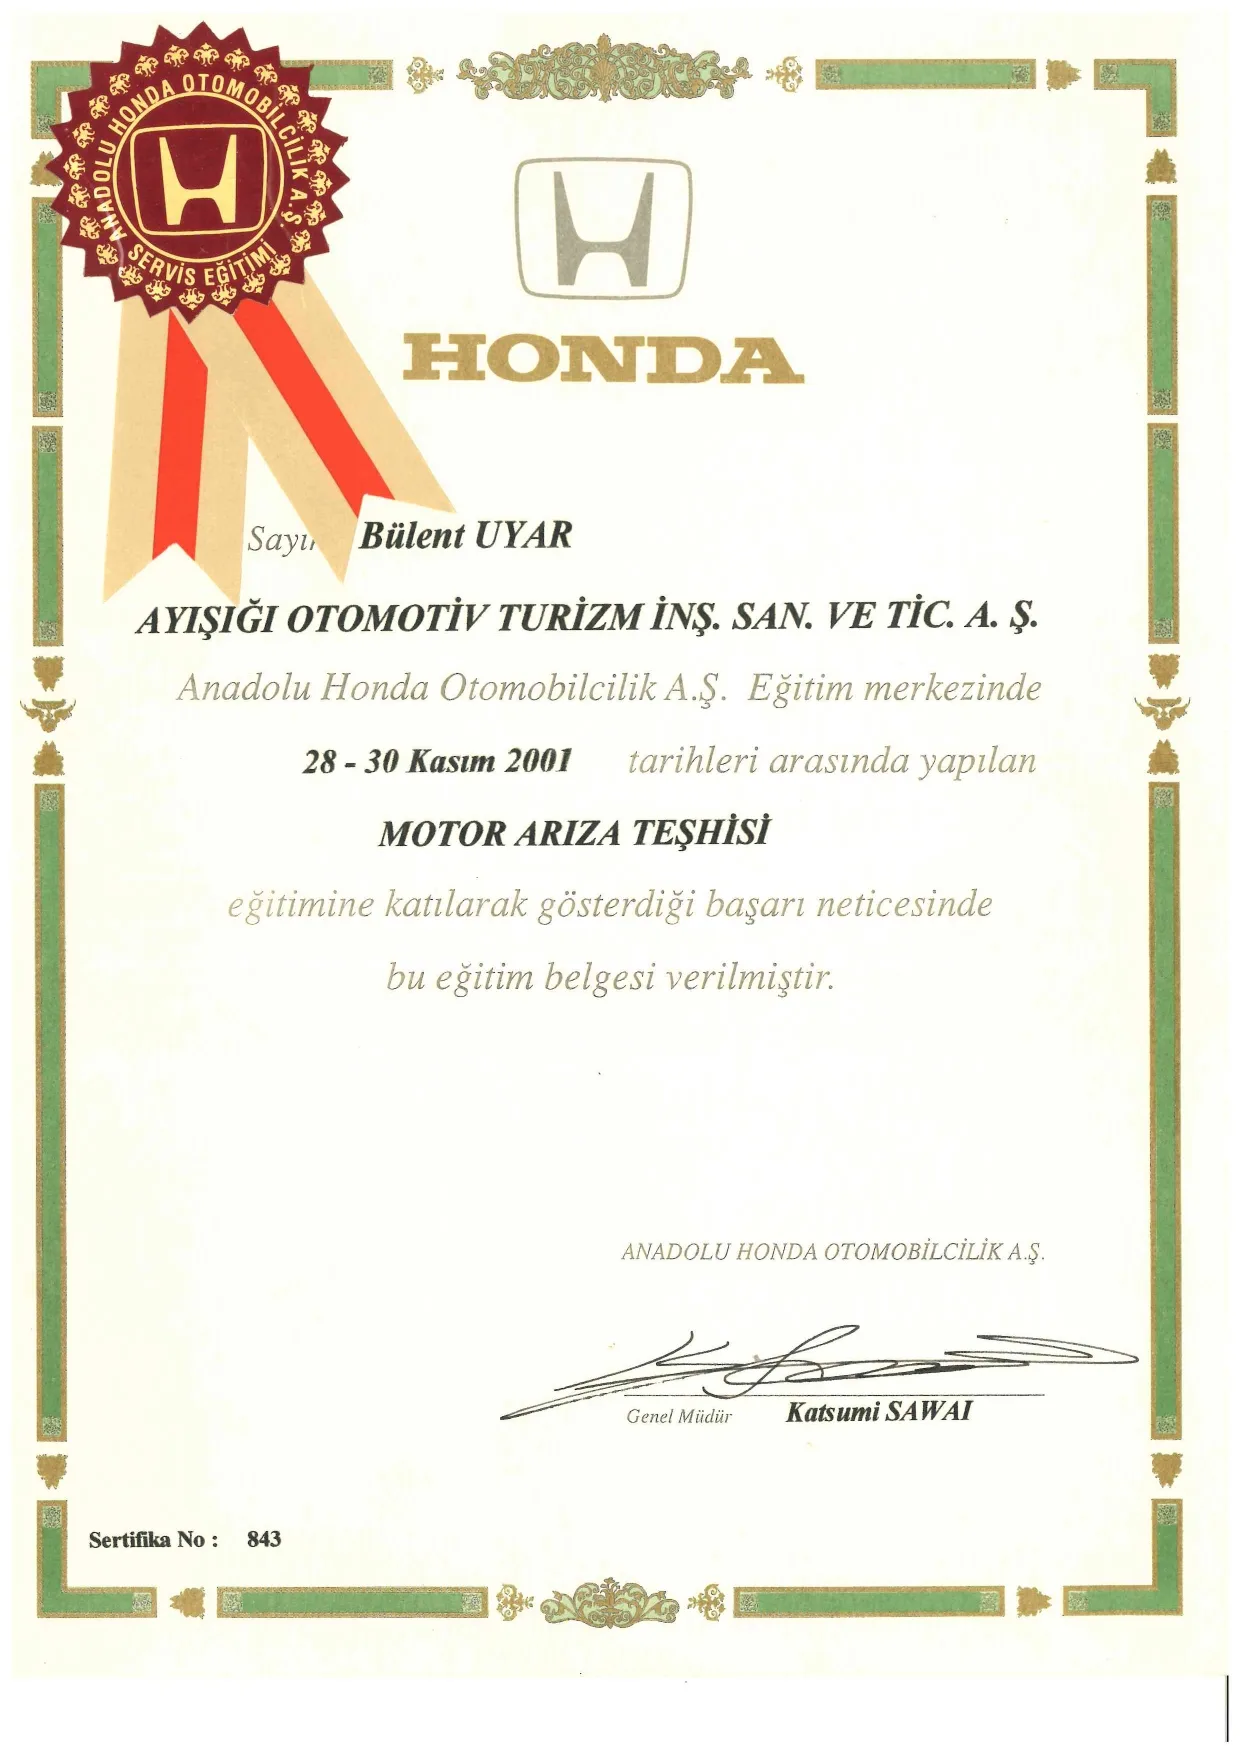 ANADOLU HONDA OTOMOBİLCİLİK A.Ş
SERVİS EĞİTİMİ
HONDA
Sayın Bülent UYAR
AYIŞIĞI OTOMOTİV TURİZM İNŞ. SAN. VE TİC. A. Ş.
Anadolu Honda Otomobilcilik A.Ş. Eğitim merkezinde
28 - 30 Kasım 2001 tarihleri arasında yapılan
MOTOR ARIZA TEŞHİSİ
eğitimine katılarak gösterdiği başarı neticesinde
bu eğitim belgesi verilmiştir.
ANADOLU HONDA OTOMOBİLCİLİK A.Ş.
Genel Müdür Katsumi SAWAI
Sertifika No : 843